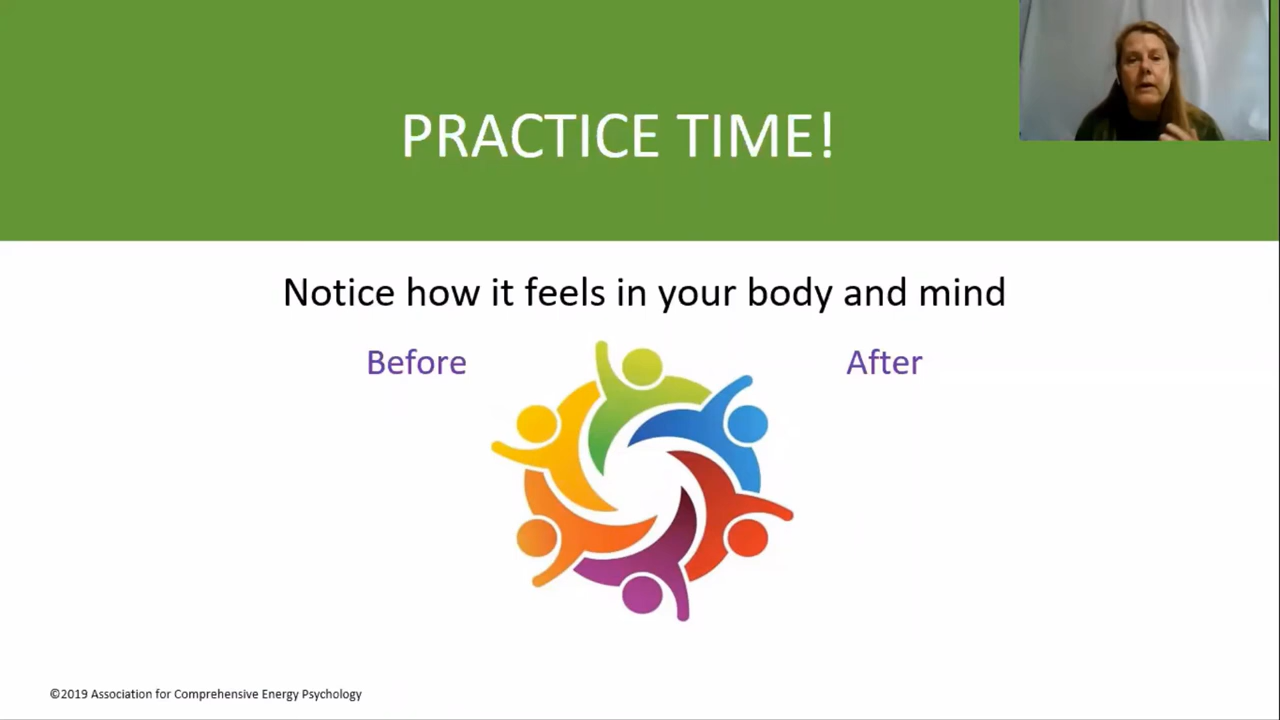 PRACTICE TIME!
Notice how it feels in your body and mind
Before
After
©2019 Association for Comprehensive Energy Psychology